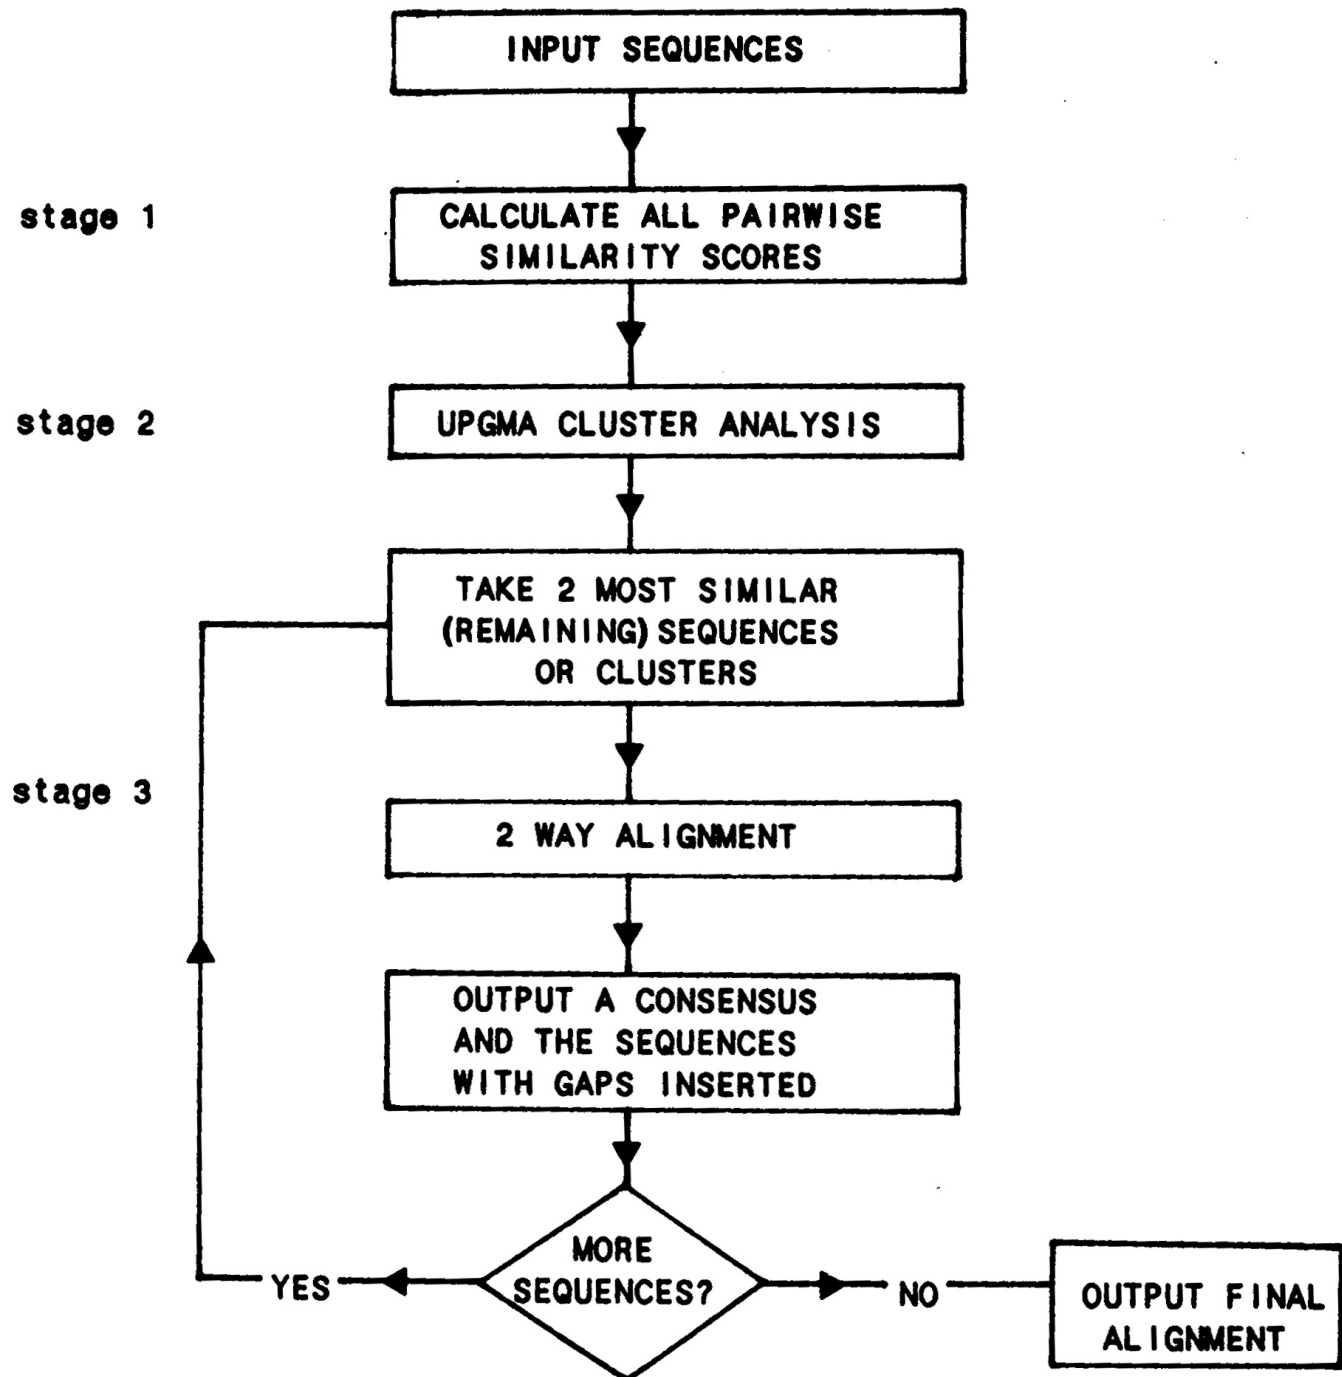 INPUT SEQUENCES
stage 1
CALCULATE ALL PAIRWISE
SIMILARITY SCORES
stage 2
UPGMA CLUSTER ANALYSIS
TAKE 2 MOST SIMILAR
(REMAINING) SEQUENCES
OR CLUSTERS
stage 3
2 WAY ALIGNMENT
OUTPUT A CONSENSUS
AND THE SEQUENCES
WITH GAPS INSERTED
MORE
SEQUENCES?
YES
NO
OUTPUT FINAL
ALIGNMENT